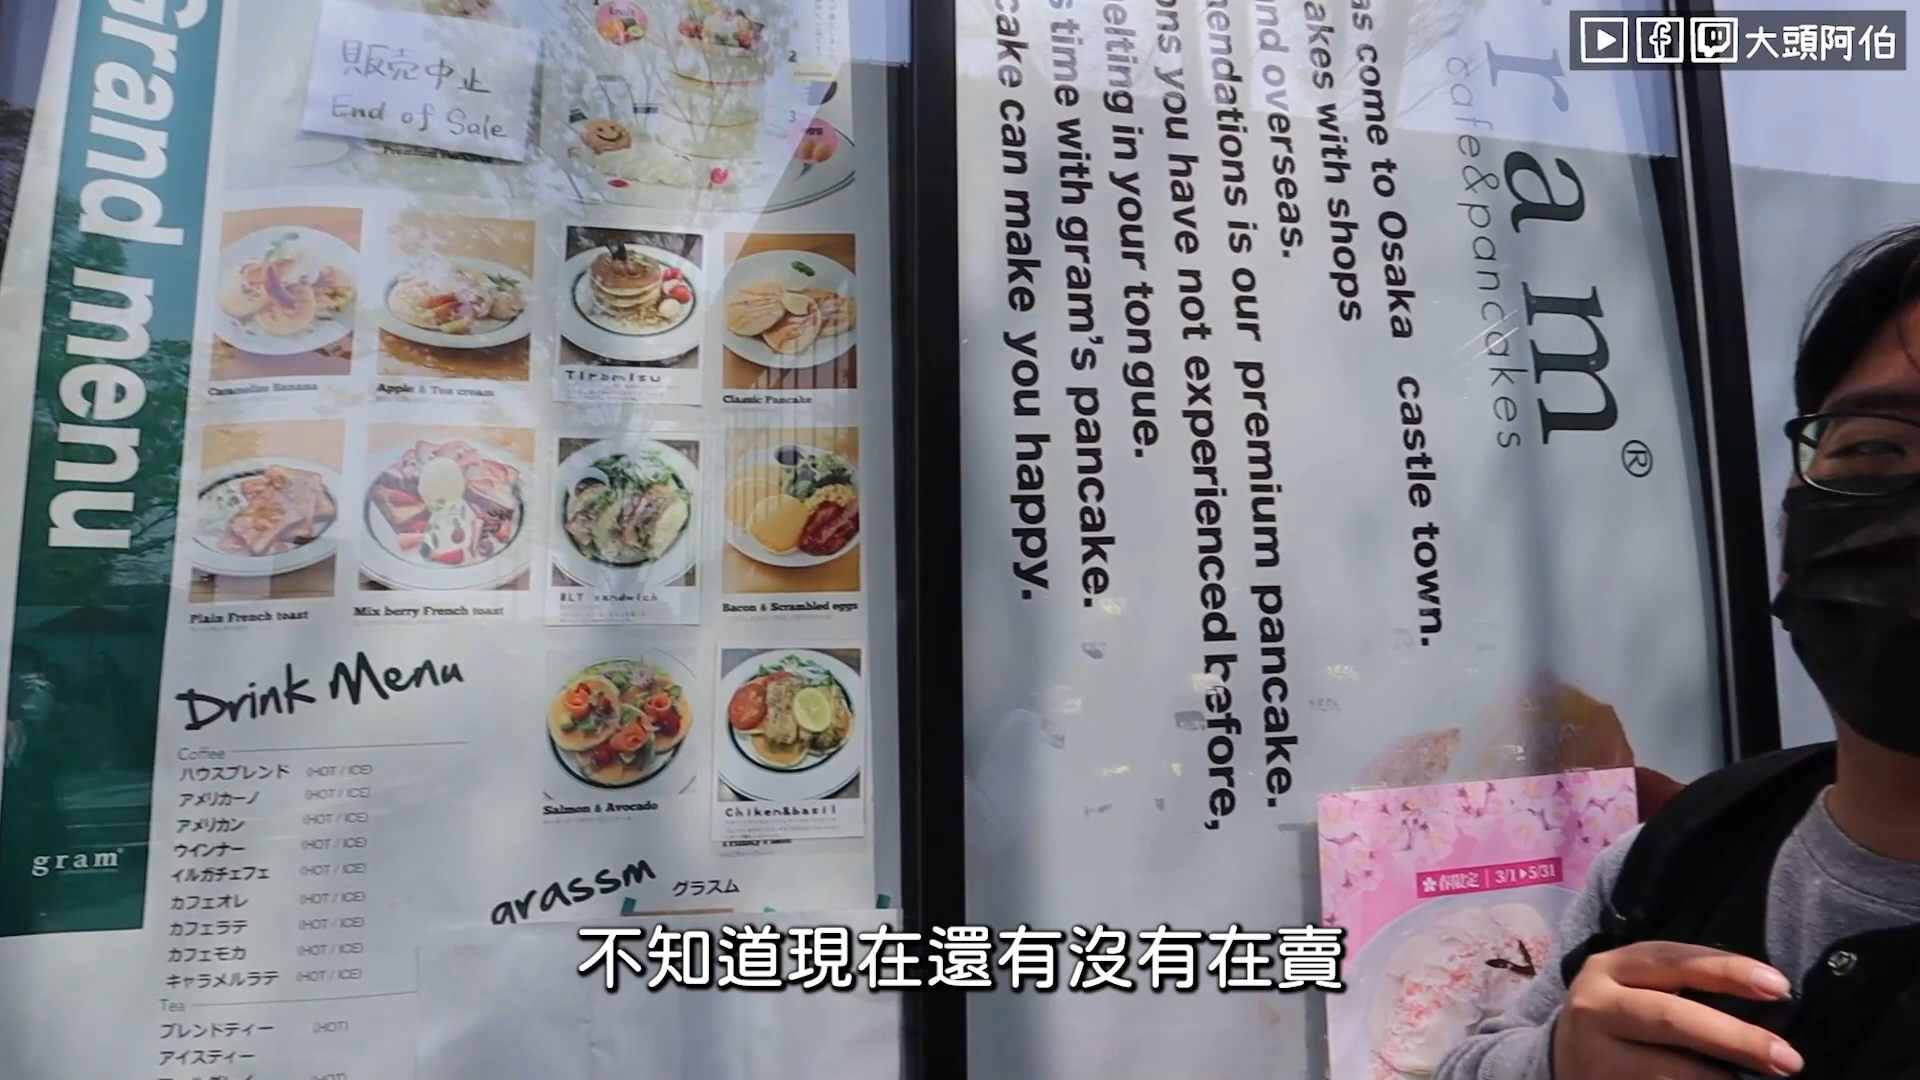 大頭阿伯
Grand menu
販売中止
End of Sale
2
3
Caramelize Banana
Apple & Tea cream
Tiramisu
Classic Pancake
Plain French toast
Mix berry French toast
BLT sandwich
Bacon & Scrambled eggs
Salmon & Avocado
Chiken&basil
Drink Menu
Coffee
ハウスブレンド (HOT / ICE)
アメリカーノ (HOT / ICE)
アメリカン (HOT / ICE)
ウインナー (HOT / ICE)
イルガチェフェ (HOT / ICE)
カフェオレ (HOT / ICE)
カフェラテ (HOT / ICE)
カフェモカ (HOT / ICE)
キャラメルラテ (HOT / ICE)
Tea
ブレンドティー (HOT)
アイスティー
gram
grassm グラスム
ram®
cafe&pancakes
as come to Osaka castle town.
akes with shops
and overseas.
mendations is our premium pancake.
ons you have not experienced before,
elting in your tongue.
s time with gram's pancake.
cake can make you happy.
春限定 | 3/1▶5/31
不知道現在還有沒有在賣